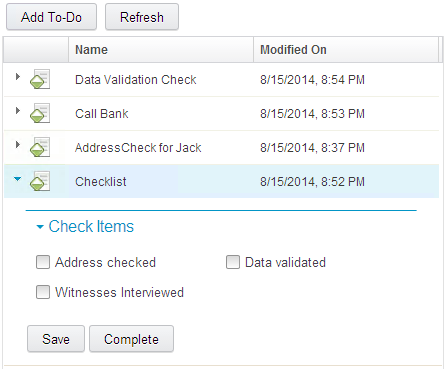 Add To-Do Refresh
Name Modified On
Data Validation Check 8/15/2014, 8:54 PM
Call Bank 8/15/2014, 8:53 PM
AddressCheck for Jack 8/15/2014, 8:37 PM
Checklist 8/15/2014, 8:52 PM
Check Items
Address checked Data validated
Witnesses Interviewed
Save Complete